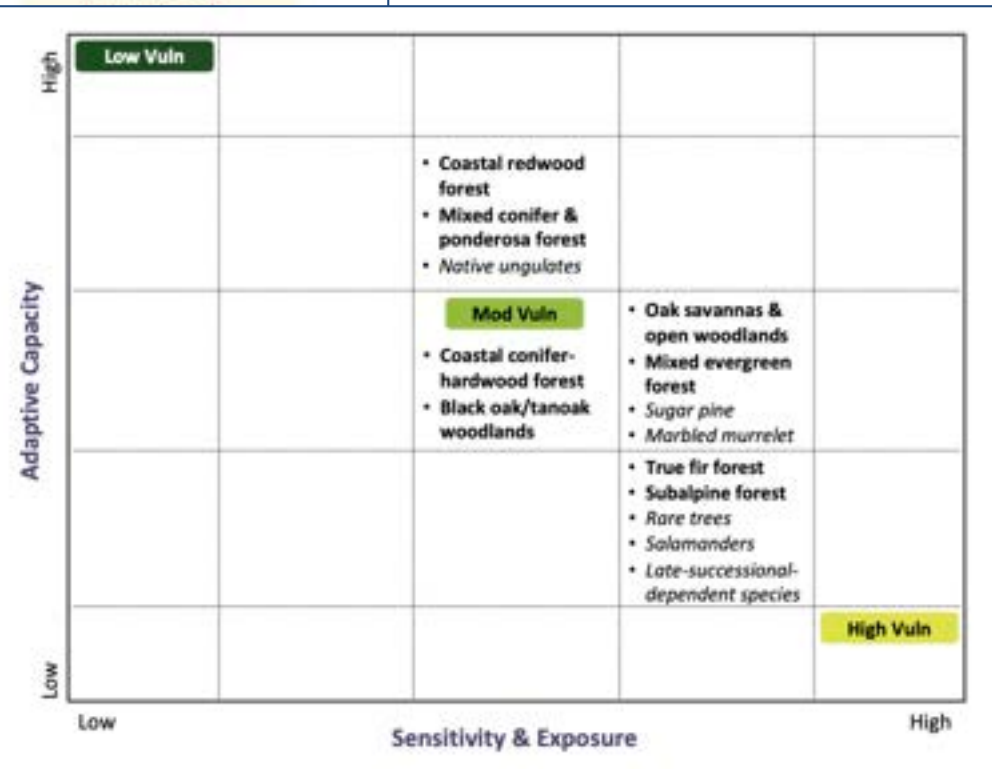 High
Low Vuln
• Coastal redwood
forest
• Mixed conifer &
ponderosa forest
• Native ungulates
Adaptive Capacity
Mod Vuln
• Coastal conifer-
hardwood forest
• Black oak/tanoak
woodlands
• Oak savannas &
open woodlands
• Mixed evergreen
forest
• Sugar pine
• Marbled murrelet
• True fir forest
• Subalpine forest
• Rare trees
• Salamanders
• Late-successional-
dependent species
High Vuln
Low
Low
Sensitivity & Exposure
High